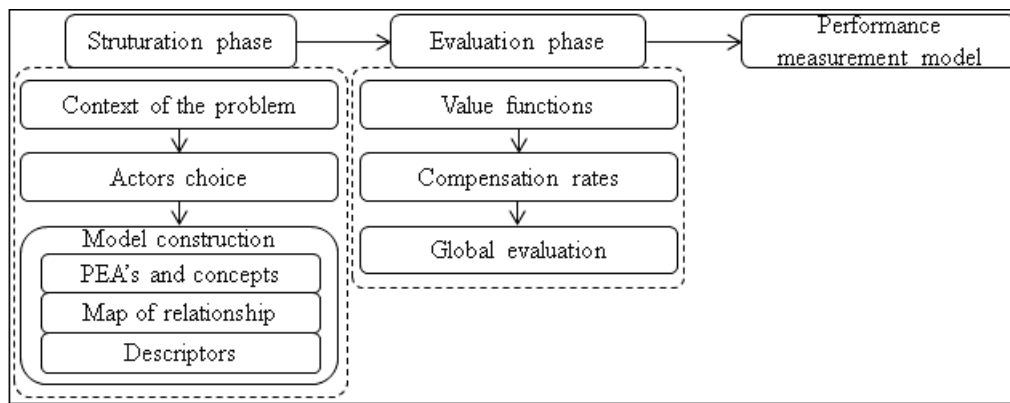 Struturation phase
Evaluation phase
Performance
measurement model
Context of the problem
Actors choice
Model construction
PEA's and concepts
Map of relationship
Descriptors
Value functions
Compensation rates
Global evaluation